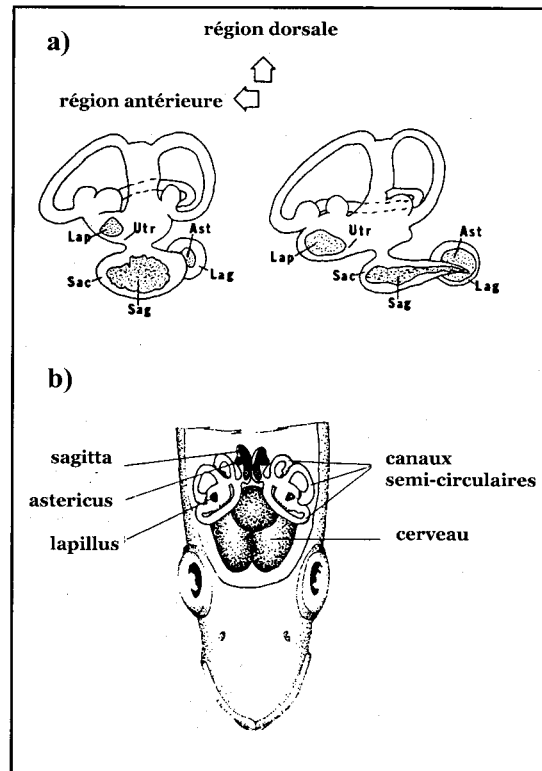 a)
région dorsale
région antérieure
Lap
Utr
Ast
Sac
Lag
Sag
Utr
Ast
Lap
Sac
Lag
Sag
b)
sagitta
astericus
lapillus
canaux
semi-circulaires
cerveau